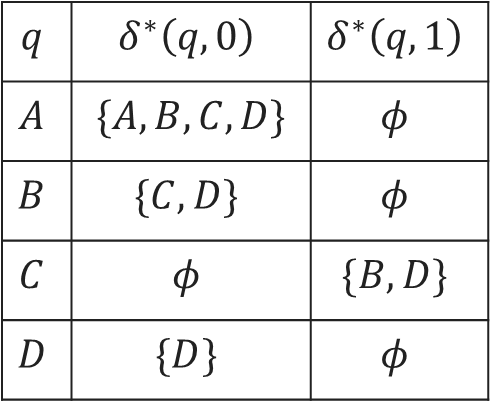 q δ*(q, 0) δ*(q, 1)
A {A, B, C, D} ϕ
B {C, D} ϕ
C ϕ {B, D}
D {D} ϕ